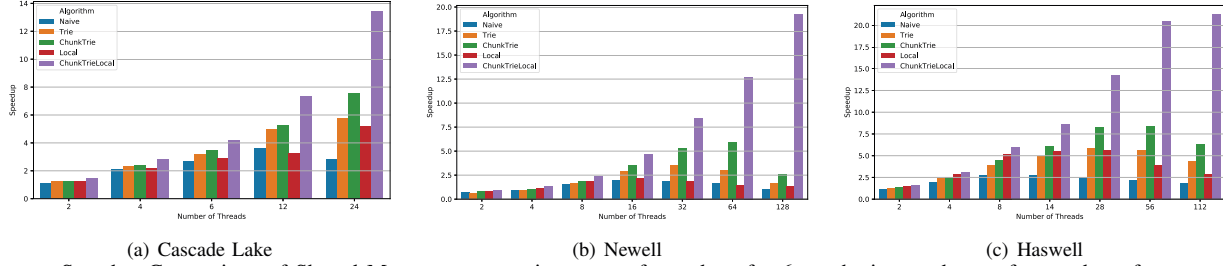 14
12
10
8
6
4
2
0
Speedup
Algorithm
Naive
Trie
ChunkTrie
Local
ChunkTrieLocal
2 4 6 12 24
Number of Threads
(a) Cascade Lake
20.0
17.5
15.0
12.5
10.0
7.5
5.0
2.5
0.0
Speedup
Algorithm
Naive
Trie
ChunkTrie
Local
ChunkTrieLocal
2 4 8 16 32 64 128
Number of Threads
(b) Newell
20.0
17.5
15.0
12.5
10.0
7.5
5.0
2.5
0.0
Speedup
Algorithm
Naive
Trie
ChunkTrie
Local
ChunkTrieLocal
2 4 8 14 28 56 112
Number of Threads
(c) Haswell